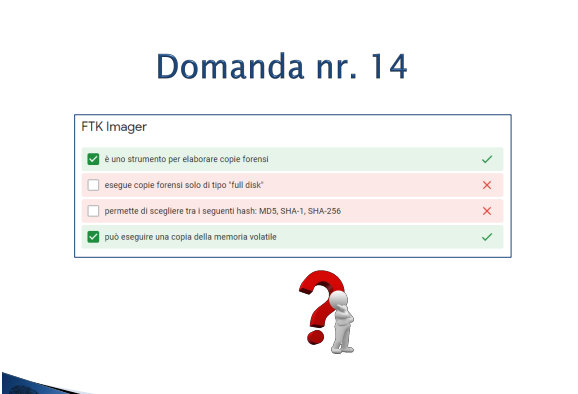 Domanda nr. 14
FTK Imager
è uno strumento per elaborare copie forensi
esegue copie forensi solo di tipo "full disk"
permette di scegliere tra i seguenti hash: MD5, SHA-1, SHA-256
può eseguire una copia della memoria volatile